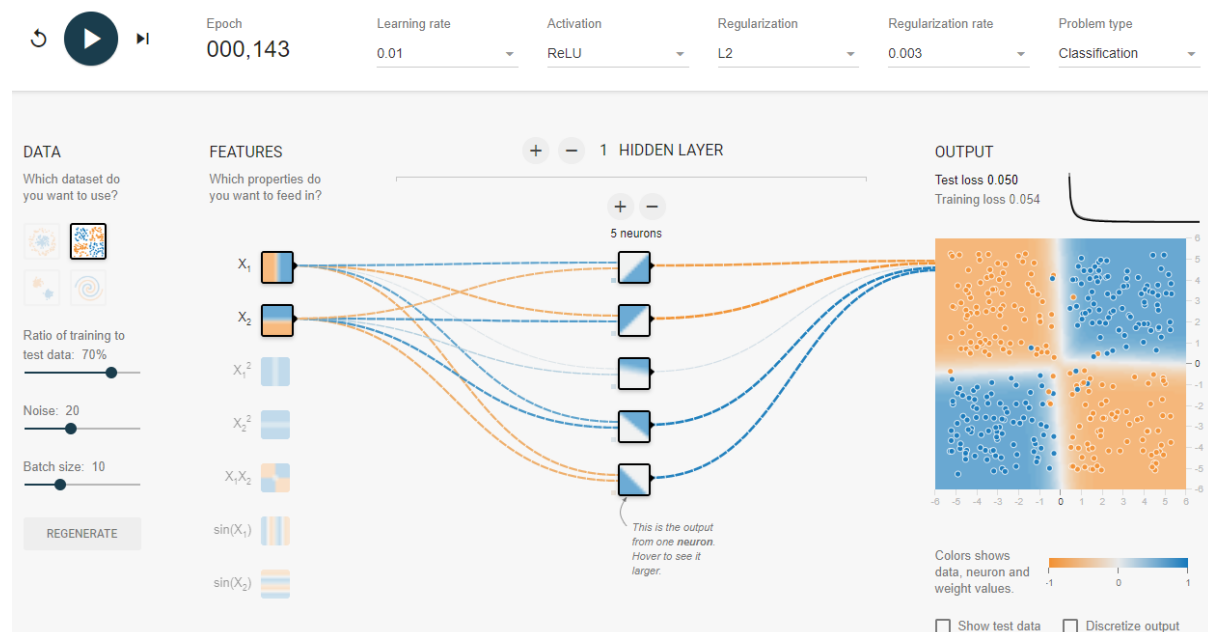 Epoch
000,143
Learning rate
0.01
Activation
ReLU
Regularization
L2
Regularization rate
0.003
Problem type
Classification
DATA
Which dataset do
you want to use?
Ratio of training to
test data: 70%
Noise: 20
Batch size: 10
REGENERATE
FEATURES
Which properties do
you want to feed in?
X1
X2
X1²
X2²
X1X2
sin(X1)
sin(X2)
+ − 1 HIDDEN LAYER
+ −
5 neurons
This is the output
from one neuron.
Hover to see it
larger.
OUTPUT
Test loss 0.050
Training loss 0.054
6
5
4
3
2
1
0
-1
-2
-3
-4
-5
-6
-6 -5 -4 -3 -2 -1 0 1 2 3 4 5 6
Colors shows
data, neuron and
weight values.
-1 0 1
Show test data
Discretize output